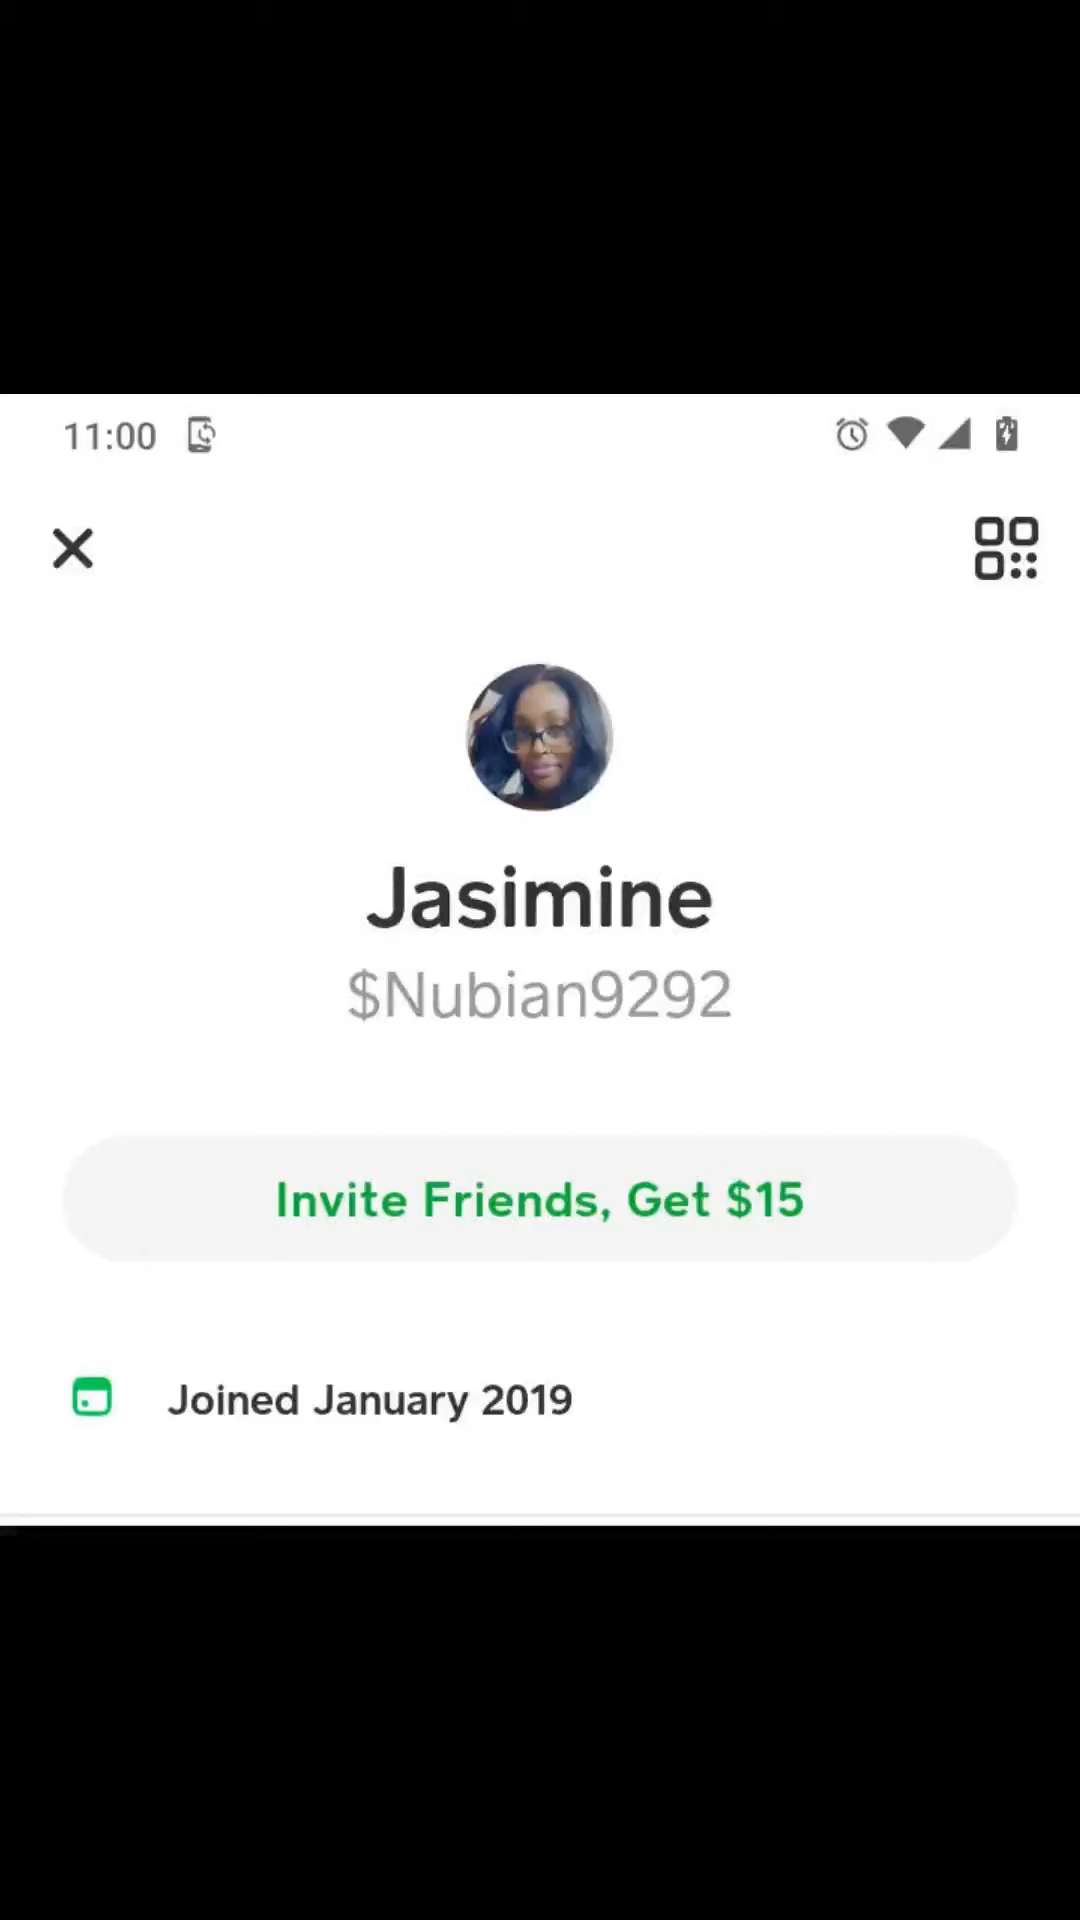 11:00
Jasimine
$Nubian9292
Invite Friends, Get $15
Joined January 2019